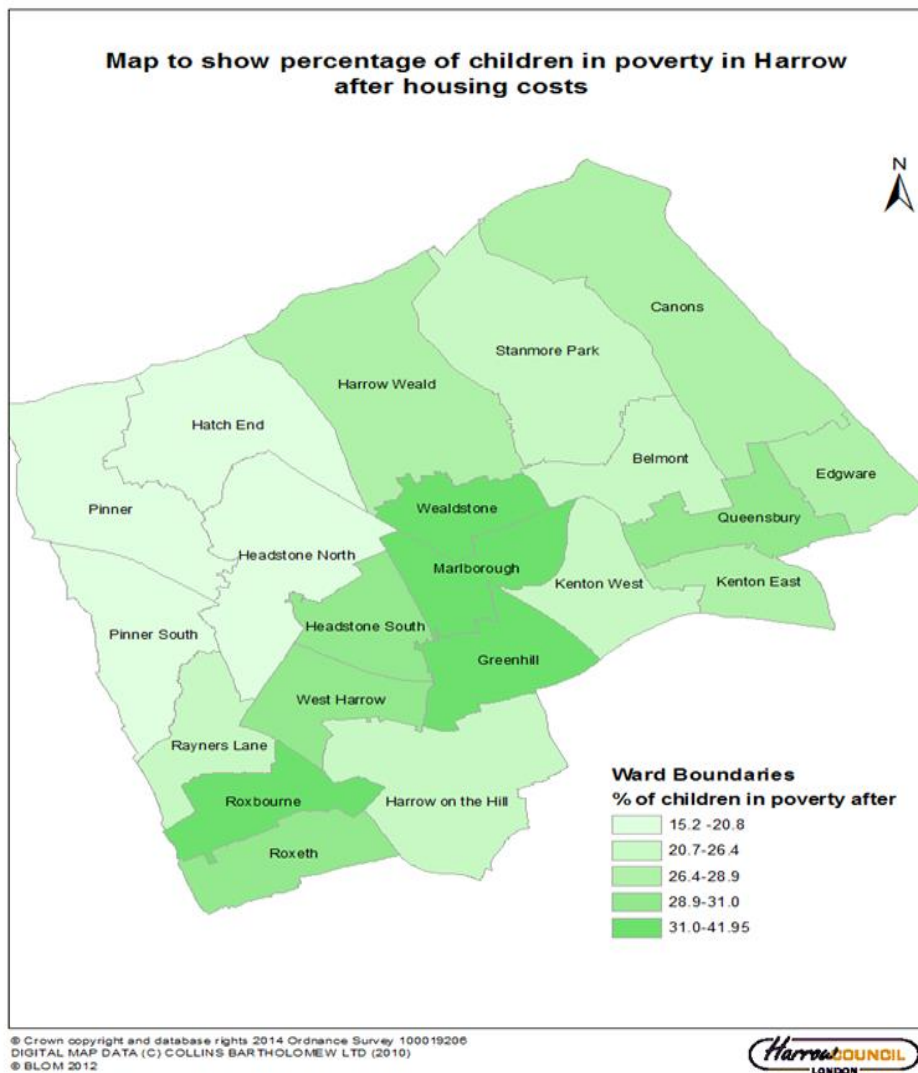 Map to show percentage of children in poverty in Harrow
after housing costs
N
Canons
Stanmore Park
Harrow Weald
Hatch End
Belmont
Edgware
Wealdstone
Pinner
Queensbury
Headstone North
Marlborough
Kenton West
Kenton East
Headstone South
Pinner South
Greenhill
West Harrow
Rayners Lane
Roxbourne
Harrow on the Hill
Roxeth
Ward Boundaries
% of children in poverty after
15.2 -20.8
20.7-26.4
26.4-28.9
28.9-31.0
31.0-41.95
© Crown copyright and database rights 2014 Ordnance Survey 100019206
DIGITAL MAP DATA (C) COLLINS BARTHOLOMEW LTD (2010)
© BLOM 2012
HarrowCOUNCIL
LONDON